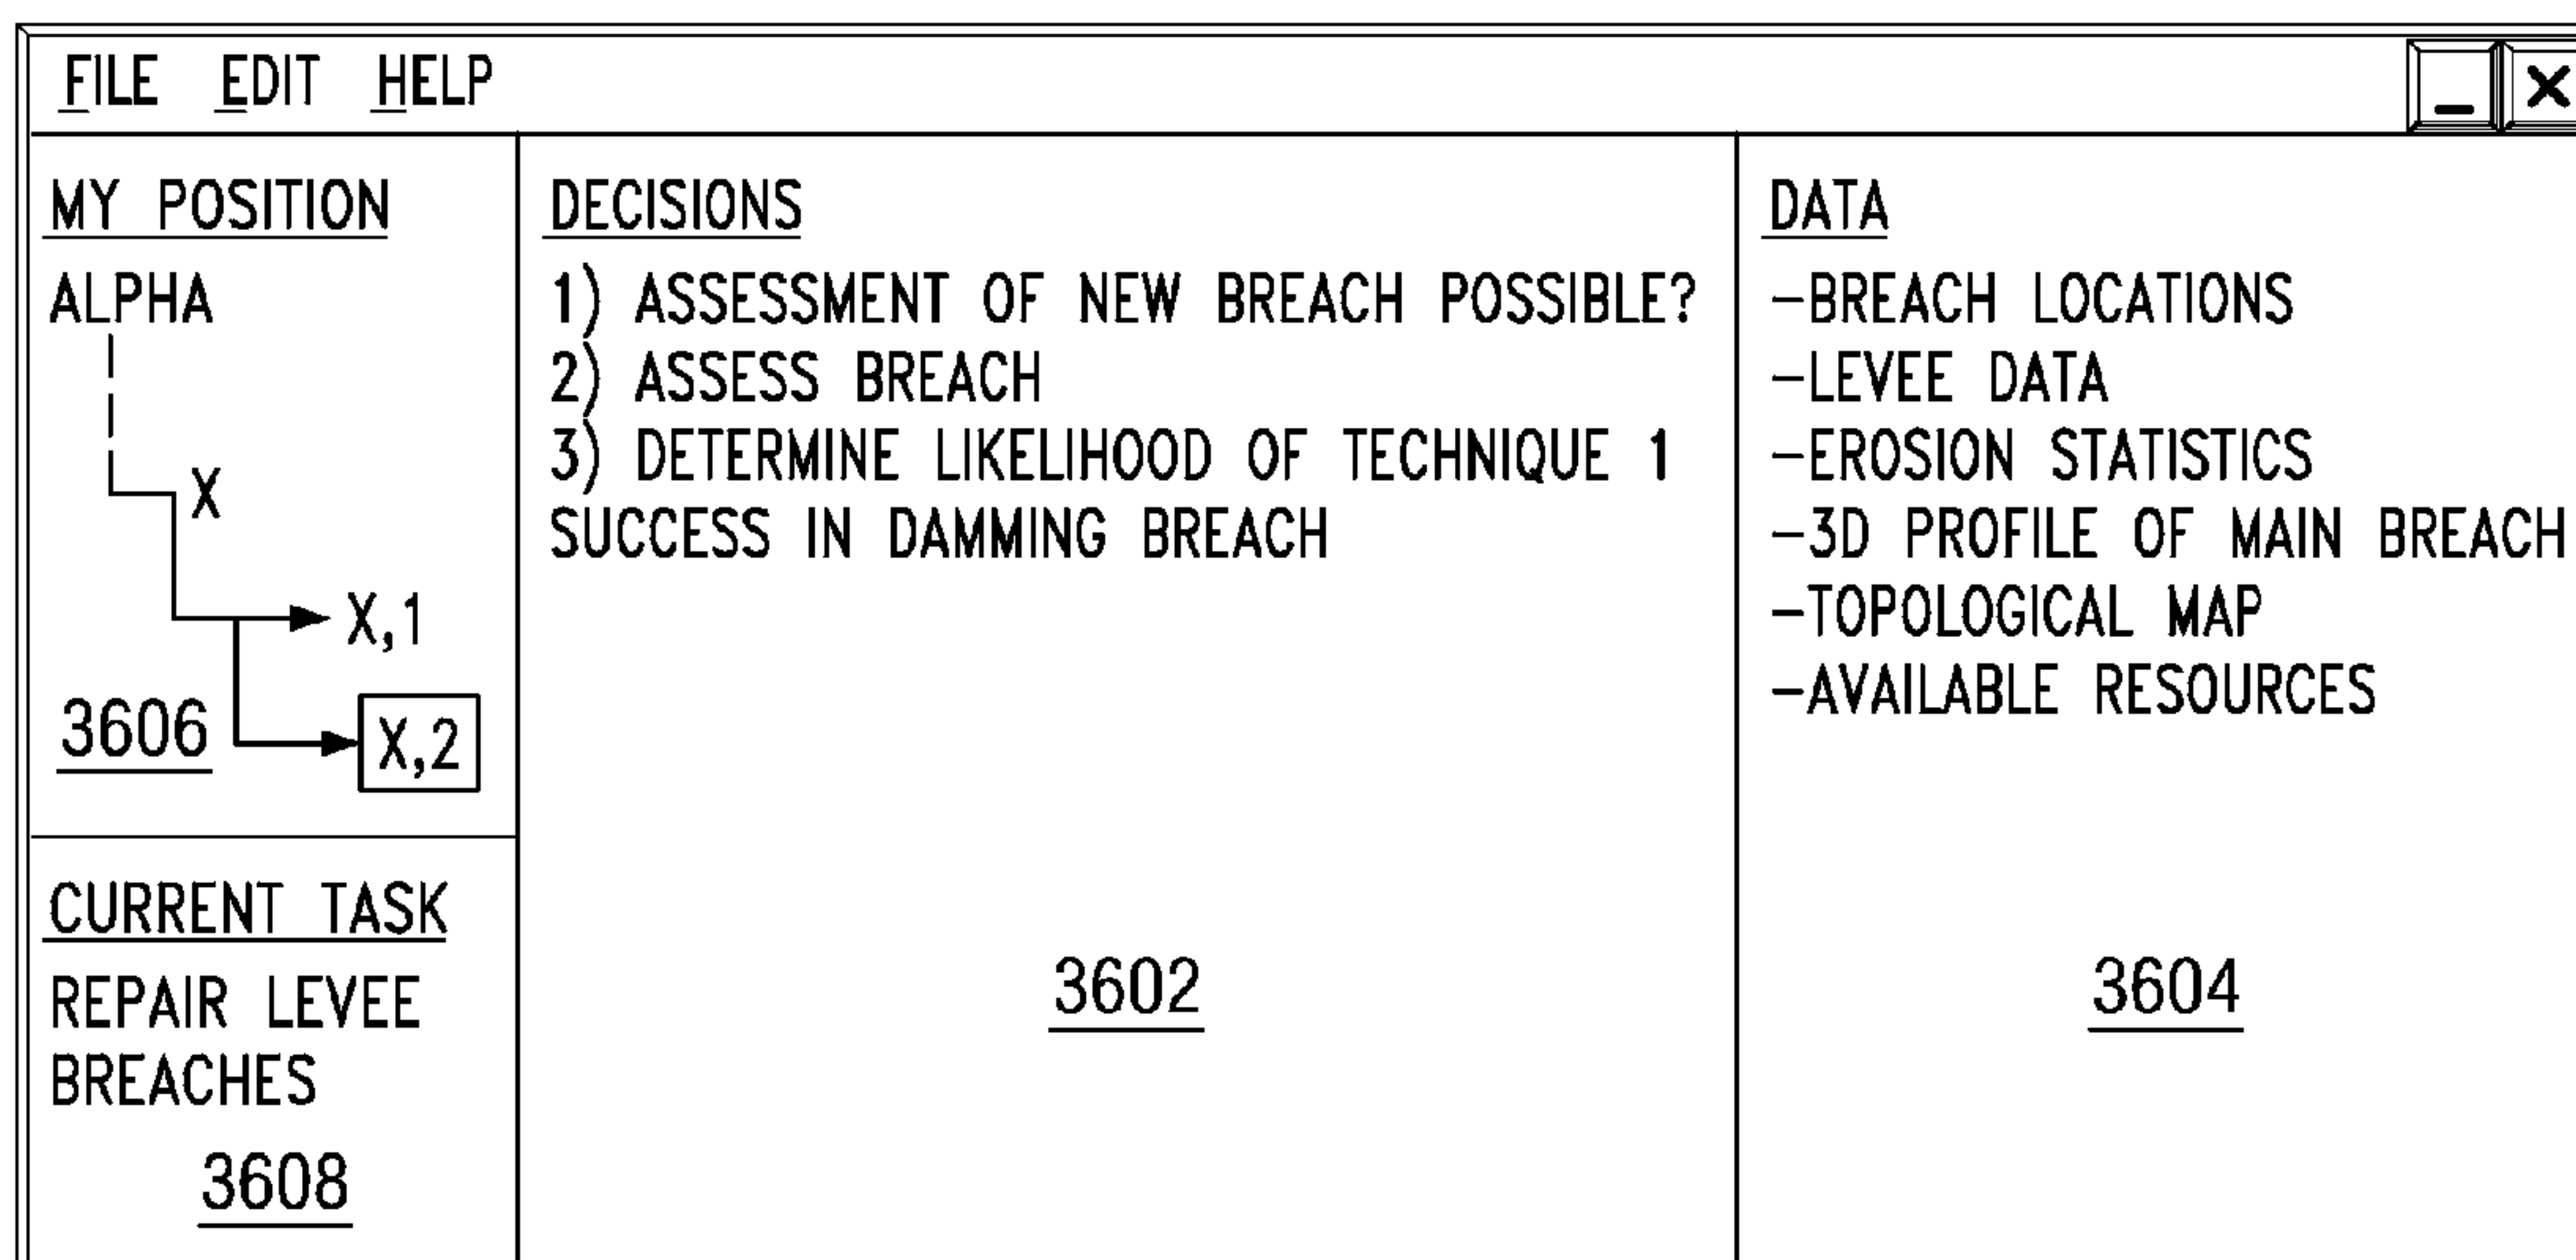 FILE EDIT HELP
MY POSITION
ALPHA
X
X,1
3606
X,2
CURRENT TASK
REPAIR LEVEE
BREACHES
3608
DECISIONS
1) ASSESSMENT OF NEW BREACH POSSIBLE?
2) ASSESS BREACH
3) DETERMINE LIKELIHOOD OF TECHNIQUE 1
SUCCESS IN DAMMING BREACH
3602
DATA
-BREACH LOCATIONS
-LEVEE DATA
-EROSION STATISTICS
-3D PROFILE OF MAIN BREACH
-TOPOLOGICAL MAP
-AVAILABLE RESOURCES
3604